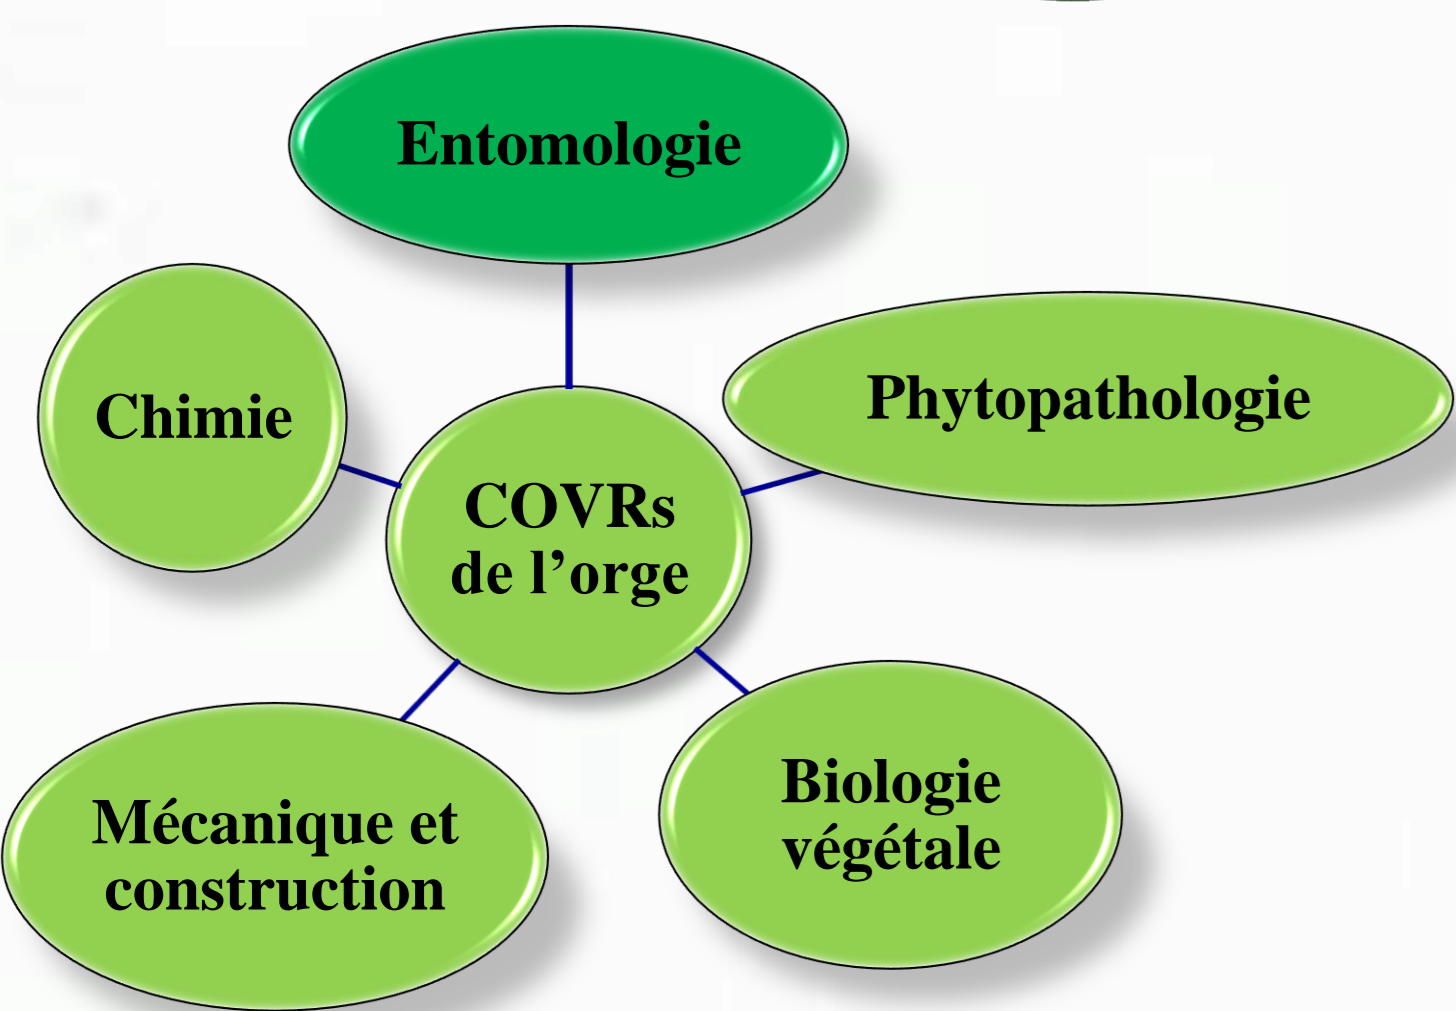 Entomologie
Phytopathologie
Chimie
COVRs
de l’orge
Biologie
végétale
Mécanique et
construction